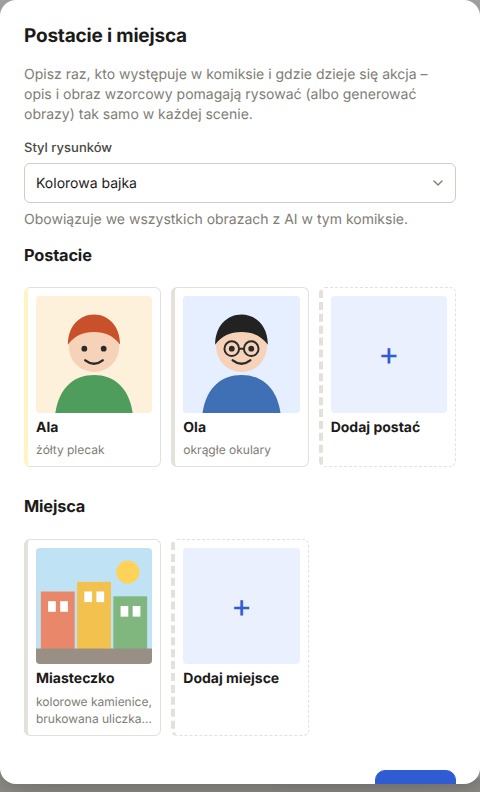 Postacie i miejsca
Opisz raz, kto występuje w komiksie i gdzie dzieje się akcja –
opis i obraz wzorcowy pomagają rysować (albo generować
obrazy) tak samo w każdej scenie.
Styl rysunków
Kolorowa bajka
Obowiązuje we wszystkich obrazach z AI w tym komiksie.
Postacie
Ala
żółty plecak
Ola
okrągłe okulary
+
Dodaj postać
Miejsca
Miasteczko
kolorowe kamienice,
brukowana uliczka...
+
Dodaj miejsce